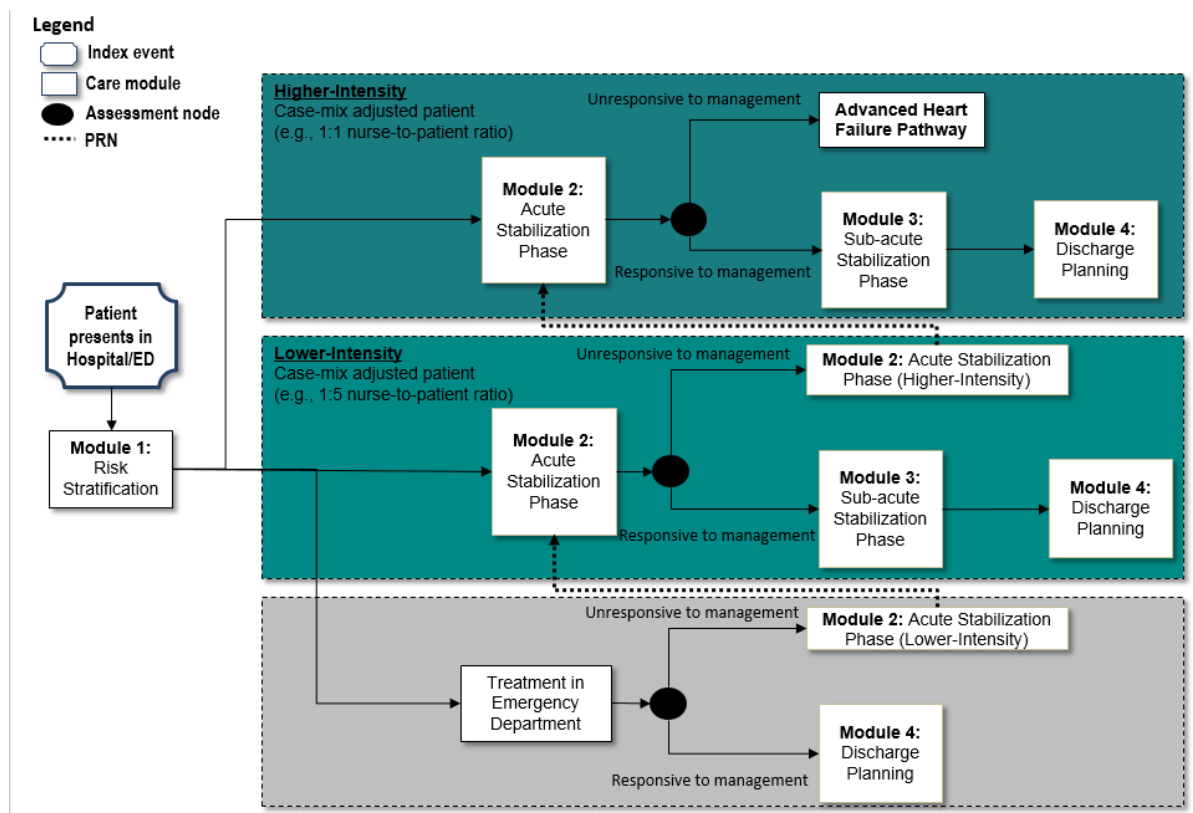 Legend
Index event
Care module
Assessment node
PRN
Higher-Intensity
Case-mix adjusted patient
(e.g., 1:1 nurse-to-patient ratio)
Unresponsive to management
Advanced Heart
Failure Pathway
Module 2:
Acute
Stabilization
Phase
Responsive to management
Module 3:
Sub-acute
Stabilization
Phase
Module 4:
Discharge
Planning
Patient
presents in
Hospital/ED
Module 1:
Risk
Stratification
Lower-Intensity
Case-mix adjusted patient
(e.g., 1:5 nurse-to-patient ratio)
Unresponsive to management
Module 2: Acute Stabilization
Phase (Higher-Intensity)
Module 2:
Acute
Stabilization
Phase
Responsive to management
Module 3:
Sub-acute
Stabilization
Phase
Module 4:
Discharge
Planning
Unresponsive to management
Module 2: Acute Stabilization
Phase (Lower-Intensity)
Treatment in
Emergency
Department
Responsive to management
Module 4:
Discharge
Planning